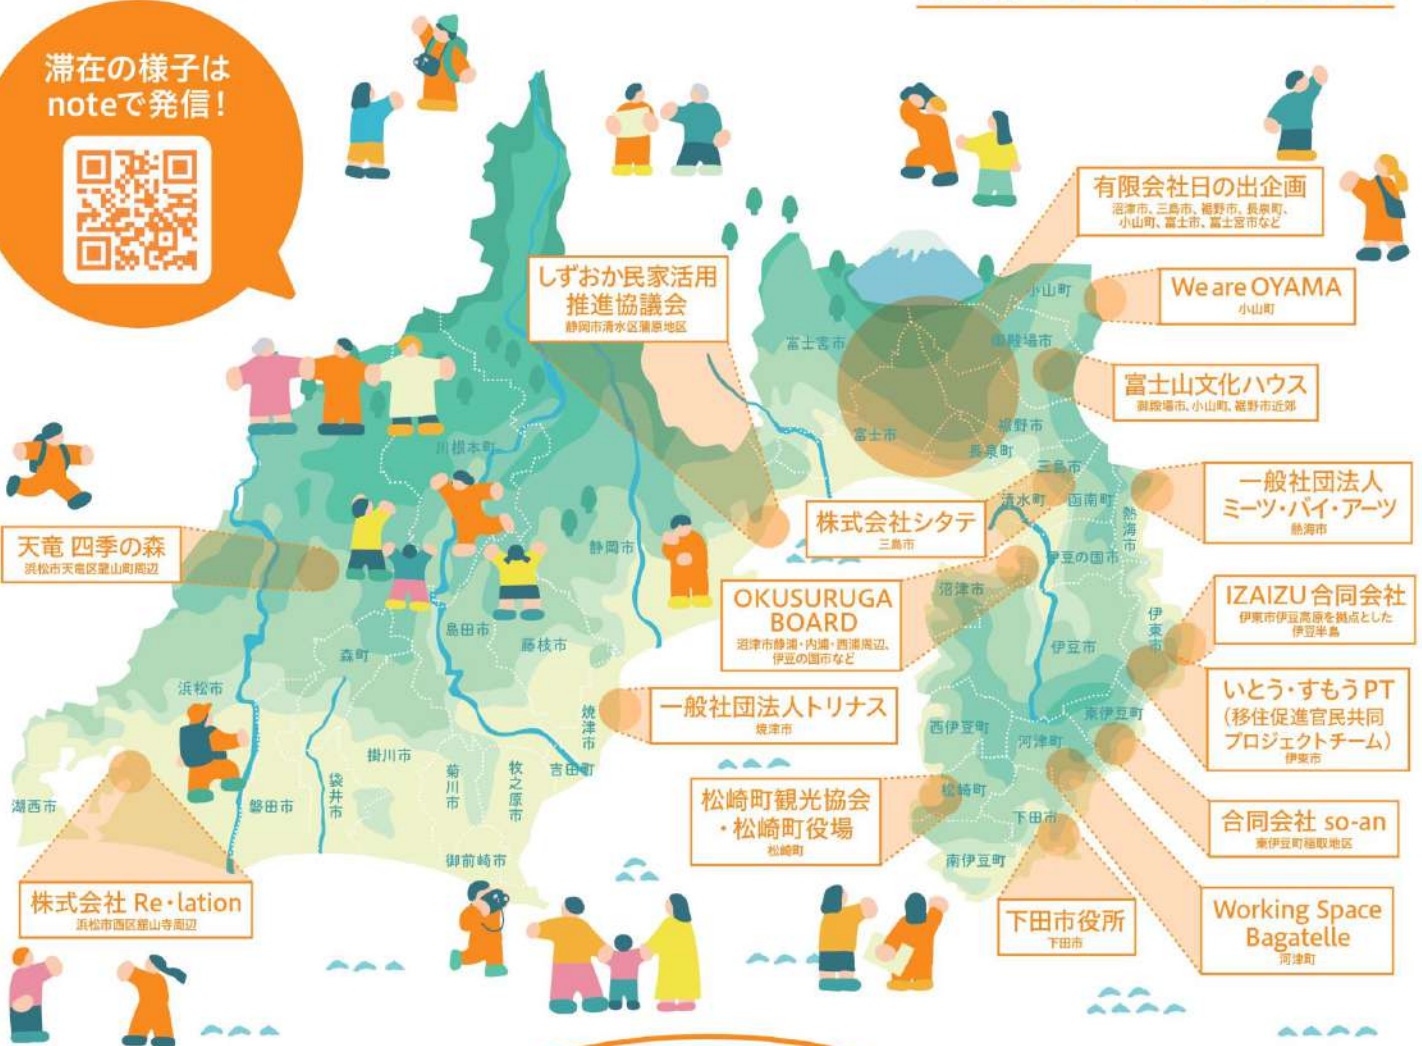 滞在の様子は
noteで発信!
有限会社日の出企画
沼津市、三島市、裾野市、長泉町、
小山町、富士市、富士宮市など
しずおか民家活用
推進協議会
静岡市清水区蒲原地区
We are OYAMA
小山町
富士山文化ハウス
御殿場市、小山町、裾野市近郊
一般社団法人
ミーツ・バイ・アーツ
熱海市
株式会社シタテ
三島市
天竜 四季の森
浜松市天竜区龍山町周辺
OKUSURUGA
BOARD
沼津市静浦・内浦・西浦周辺、
伊豆の国市など
IZAIZU 合同会社
伊東市伊豆高原を拠点とした
伊豆半島
いとう・すもうPT
(移住促進官民共同
プロジェクトチーム)
伊東市
一般社団法人トリナス
焼津市
松崎町観光協会
・松崎町役場
松崎町
合同会社 so-an
東伊豆町稲取地区
株式会社 Re・lation
浜松市西区舘山寺周辺
下田市役所
下田市
Working Space
Bagatelle
河津町
小山町
御殿場市
富士宮市
富士市
裾野市
長泉町
三島市
清水町
函南町
熱海市
伊豆の国市
沼津市
伊東市
伊豆市
東伊豆町
西伊豆町
河津町
松崎町
下田市
南伊豆町
川根本町
静岡市
島田市
藤枝市
森町
浜松市
焼津市
掛川市
菊川市
牧之原市
吉田町
袋井市
磐田市
湖西市
御前崎市